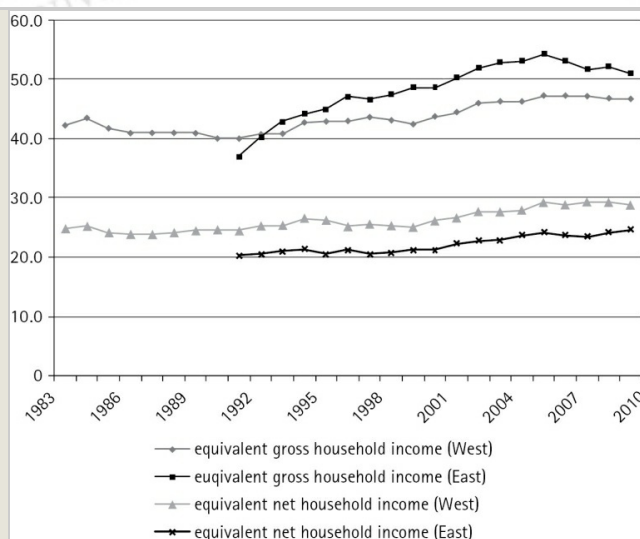 60.0
50.0
40.0
30.0
20.0
10.0
0
1983 1986 1989 1992 1995 1998 2001 2004 2007 2010
equivalent gross household income (West)
euqivalent gross household income (East)
equivalent net household income (West)
equivalent net household income (East)